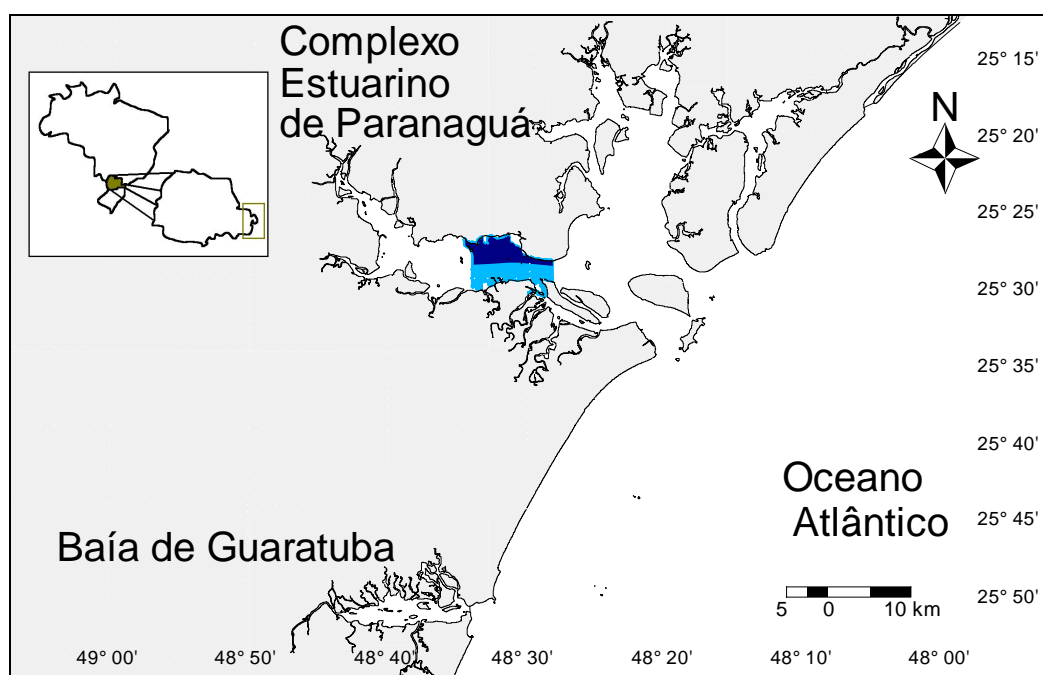 Complexo
Estuarino
de Paranaguá
N
25° 15'
25° 20'
25° 25'
25° 30'
25° 35'
25° 40'
25° 45'
25° 50'
Oceano
Atlântico
Baía de Guaratuba
5 0 10 km
49° 00' 48° 50' 48° 40' 48° 30' 48° 20' 48° 10' 48° 00'